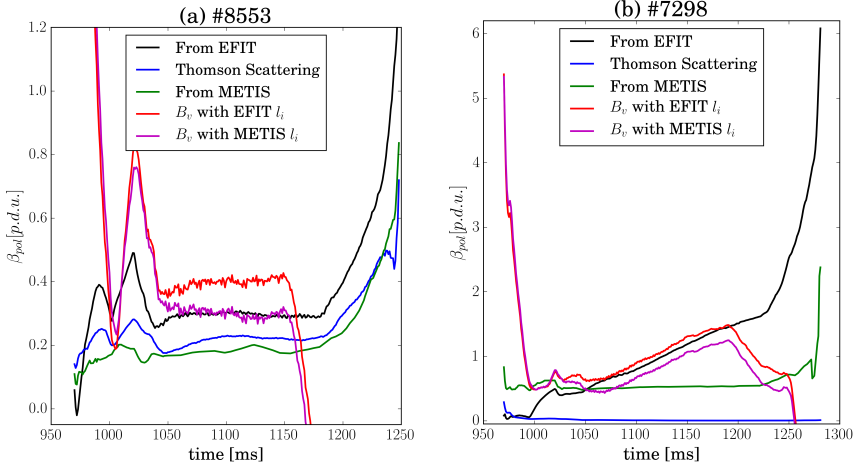 (a) #8553
1.2
1.0
0.8
0.6
0.4
0.2
0.0
β_pol[p.d.u.]
From EFIT
Thomson Scattering
From METIS
B_v with EFIT l_i
B_v with METIS l_i
950 1000 1050 1100 1150 1200 1250
time [ms]
(b) #7298
6
5
4
3
2
1
0
β_pol[p.d.u.]
From EFIT
Thomson Scattering
From METIS
B_v with EFIT l_i
B_v with METIS l_i
950 1000 1050 1100 1150 1200 1250 1300
time [ms]